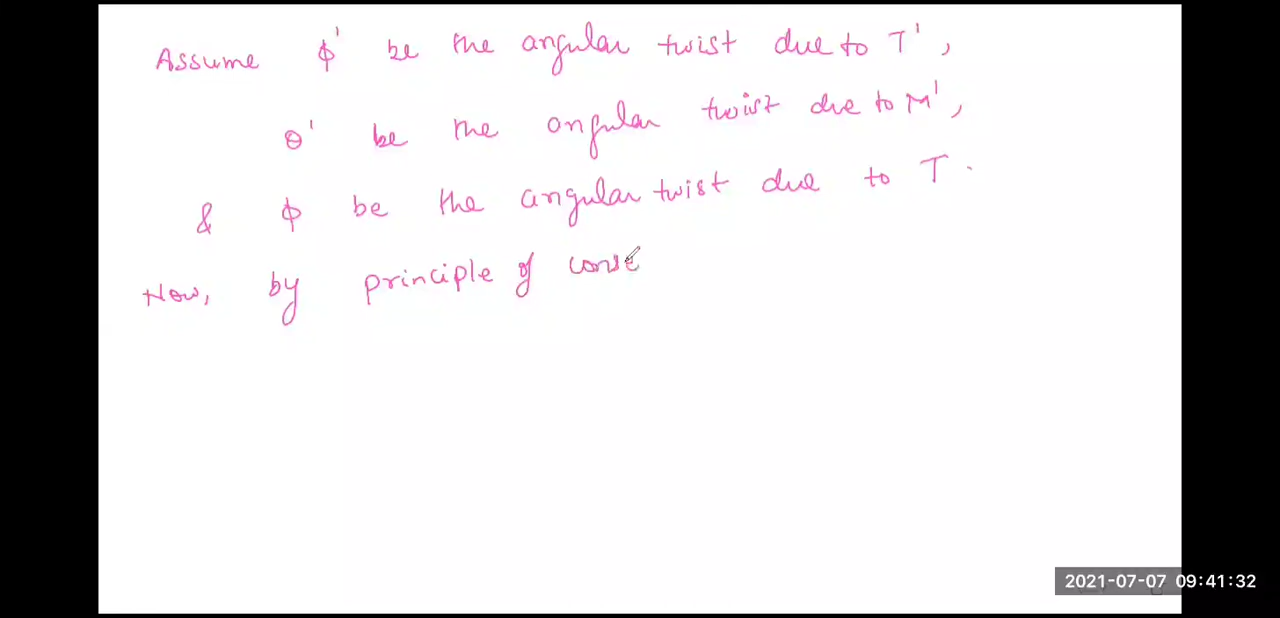 Assume ϕ' be the angular twist due to T',
θ' be the angular twist due to M',
& ϕ be the angular twist due to T.
Now, by principle of conse
2021-07-07 09:41:32